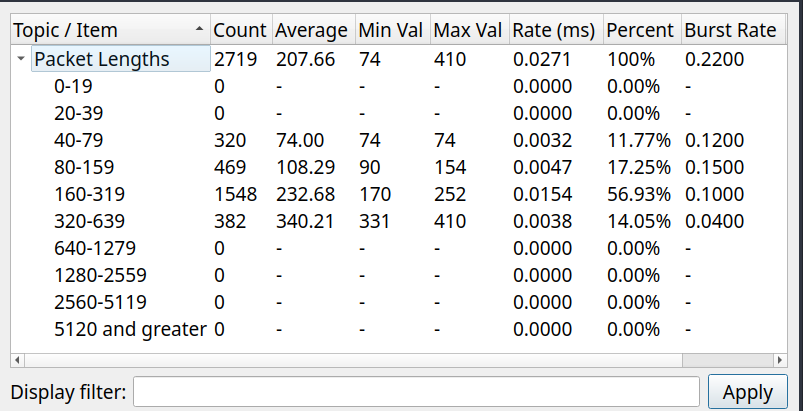 Topic / Item Count Average Min Val Max Val Rate (ms) Percent Burst Rate
Packet Lengths 2719 207.66 74 410 0.0271 100% 0.2200
0-19 0 - - - 0.0000 0.00% -
20-39 0 - - - 0.0000 0.00% -
40-79 320 74.00 74 74 0.0032 11.77% 0.1200
80-159 469 108.29 90 154 0.0047 17.25% 0.1500
160-319 1548 232.68 170 252 0.0154 56.93% 0.1000
320-639 382 340.21 331 410 0.0038 14.05% 0.0400
640-1279 0 - - - 0.0000 0.00% -
1280-2559 0 - - - 0.0000 0.00% -
2560-5119 0 - - - 0.0000 0.00% -
5120 and greater 0 - - - 0.0000 0.00% -
Display filter: Apply